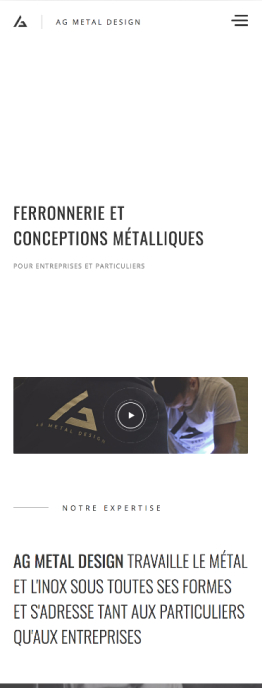 AG METAL DESIGN
FERRONNERIE ET
CONCEPTIONS MÉTALLIQUES
POUR ENTREPRISES ET PARTICULIERS
AG METAL DESIGN
NOTRE EXPERTISE
AG METAL DESIGN TRAVAILLE LE MÉTAL
ET L'INOX SOUS TOUTES SES FORMES
ET S'ADRESSE TANT AUX PARTICULIERS
QU'AUX ENTREPRISES